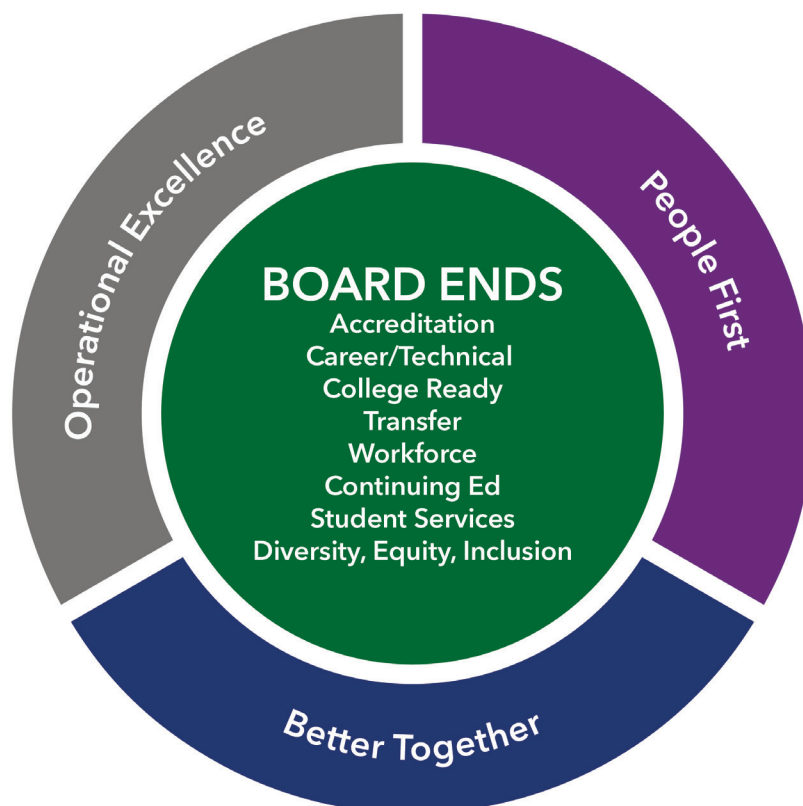 Operational Excellence
People First
BOARD ENDS
Accreditation
Career/Technical
College Ready
Transfer
Workforce
Continuing Ed
Student Services
Diversity, Equity, Inclusion
Better Together